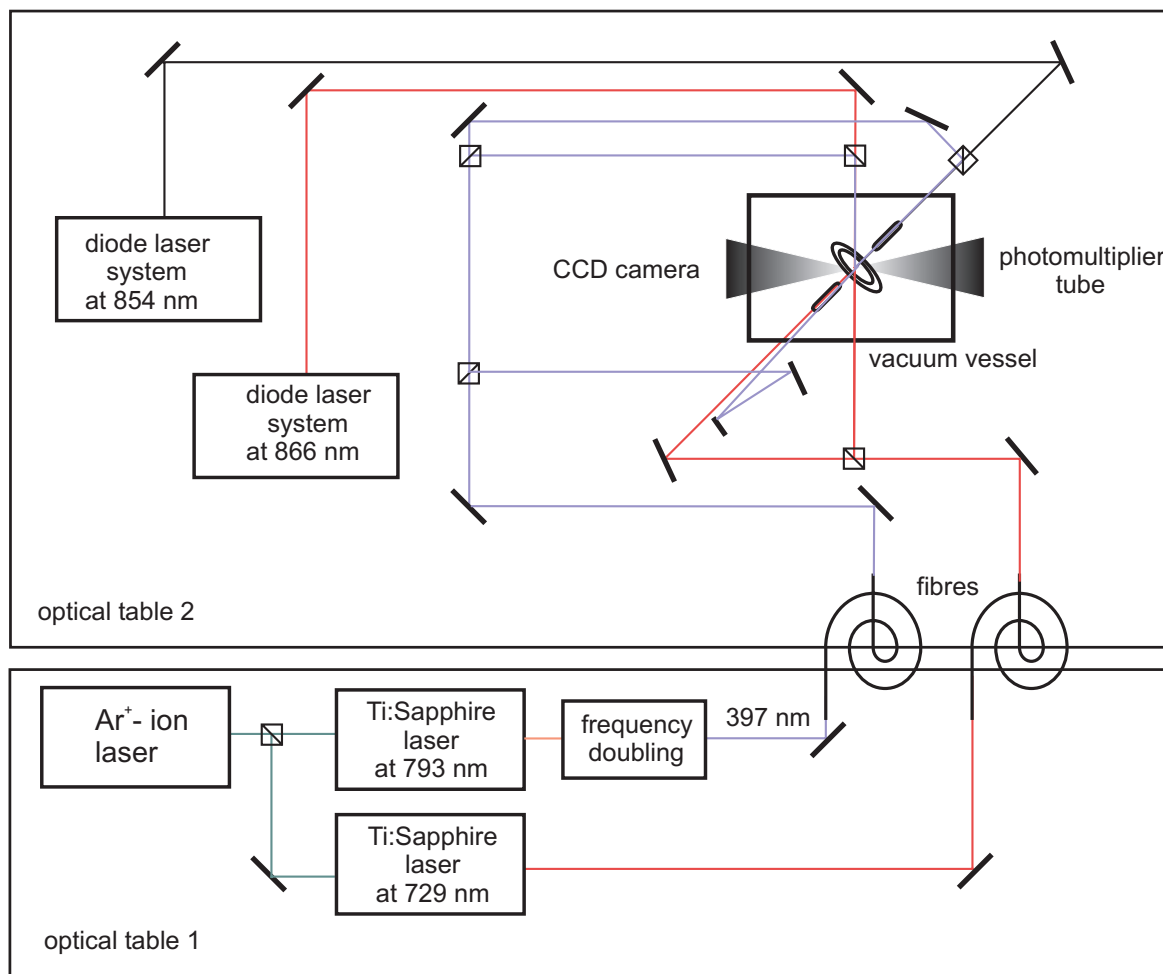 diode laser
system
at 854 nm
CCD camera
photomultiplier
tube
vacuum vessel
diode laser
system
at 866 nm
fibres
optical table 2
Ar⁺- ion
laser
Ti:Sapphire
laser
at 793 nm
frequency
doubling
397 nm
Ti:Sapphire
laser
at 729 nm
optical table 1